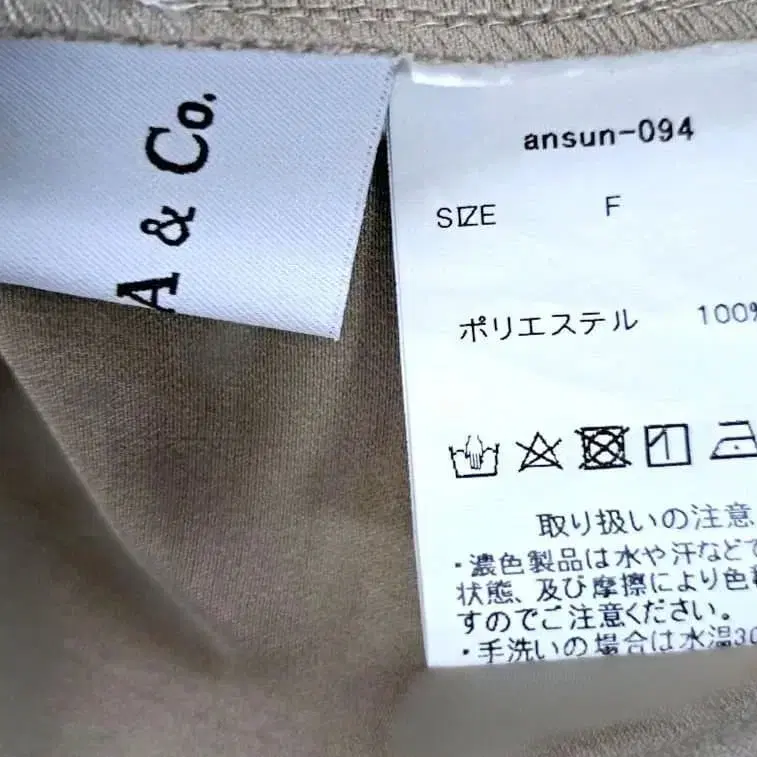 A & Co.
ansun-094
SIZE F
ポリエステル 100%
取り扱いの注意
・濃色製品は水や汗などで
状態、及び摩擦により色
すのでご注意ください。
・手洗いの場合は水温30